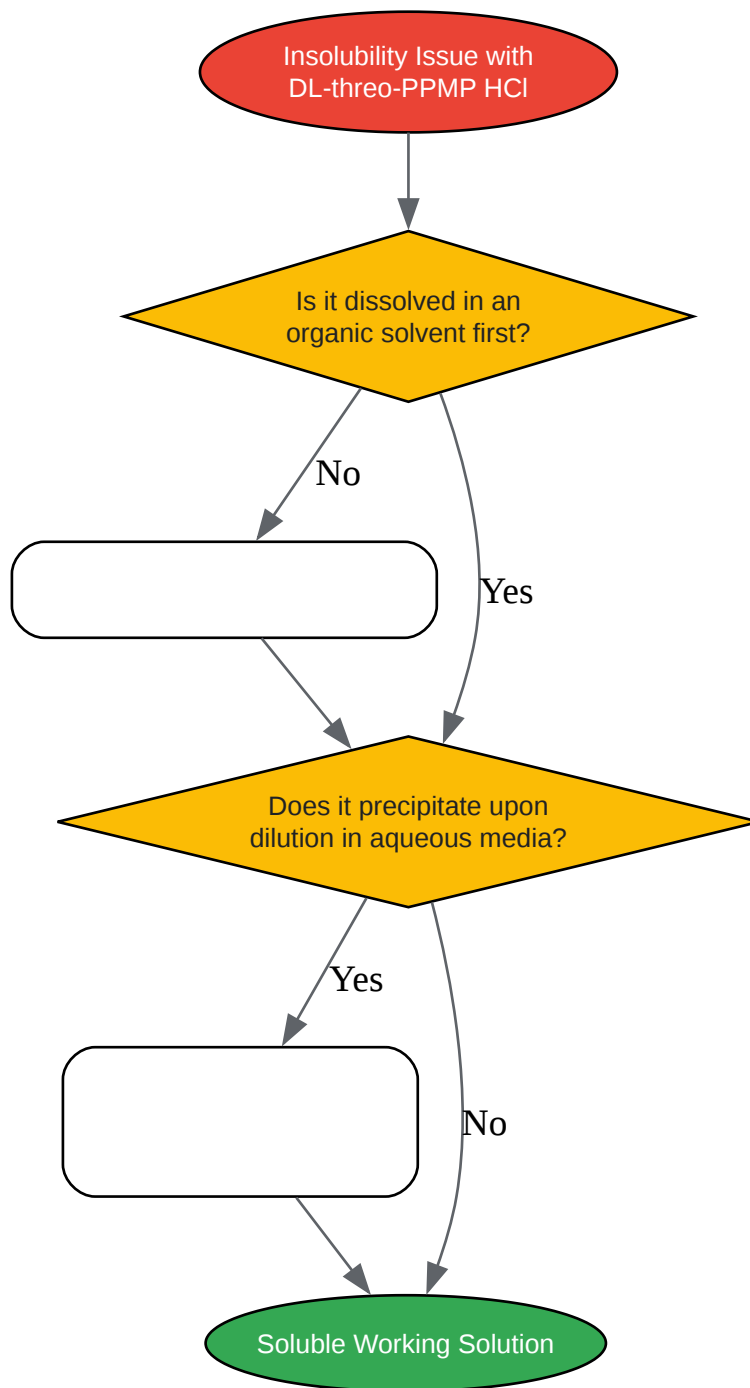 Insolubility Issue with
DL-threo-PPMP HCl
Is it dissolved in an
organic solvent first?
No
Yes
Does it precipitate upon
dilution in aqueous media?
Yes
No
Soluble Working Solution